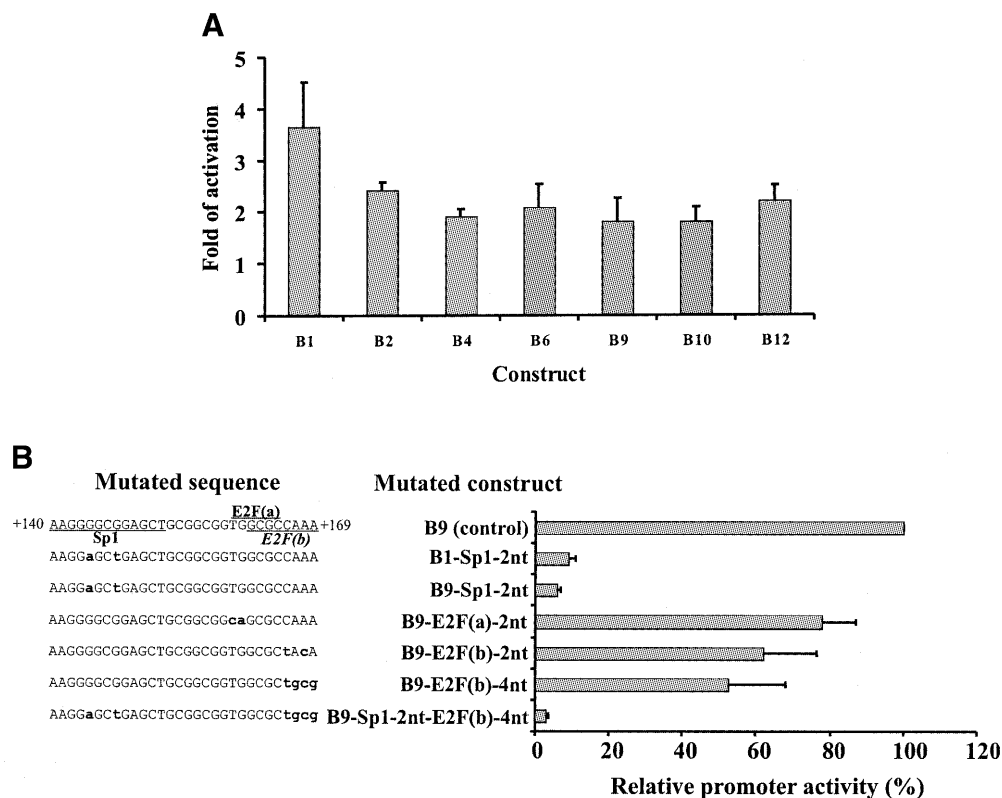 A
5
4
3
2
1
0
Fold of activation
B1 B2 B4 B6 B9 B10 B12
Construct
B
Mutated sequence
Mutated construct
E2F(a)
+140 AAGGGGCGGAGCTGCGGCGGTGGCGCCAAA +169
Sp1
E2F(b)
B9 (control)
AAGGaGCtGAGCTGCGGCGGTGGCGCCAAA
B1-Sp1-2nt
AAGGaGCtGAGCTGCGGCGGTGGCGCCAAA
B9-Sp1-2nt
AAGGGGCGGAGCTGCGGCGGcaGCGCCAAA
B9-E2F(a)-2nt
AAGGGGCGGAGCTGCGGCGGTGGCGCtAcA
B9-E2F(b)-2nt
AAGGGGCGGAGCTGCGGCGGTGGCGCtgcg
B9-E2F(b)-4nt
AAGGaGCtGAGCTGCGGCGGTGGCGCtgcg
B9-Sp1-2nt-E2F(b)-4nt
0 20 40 60 80 100 120
Relative promoter activity (%)